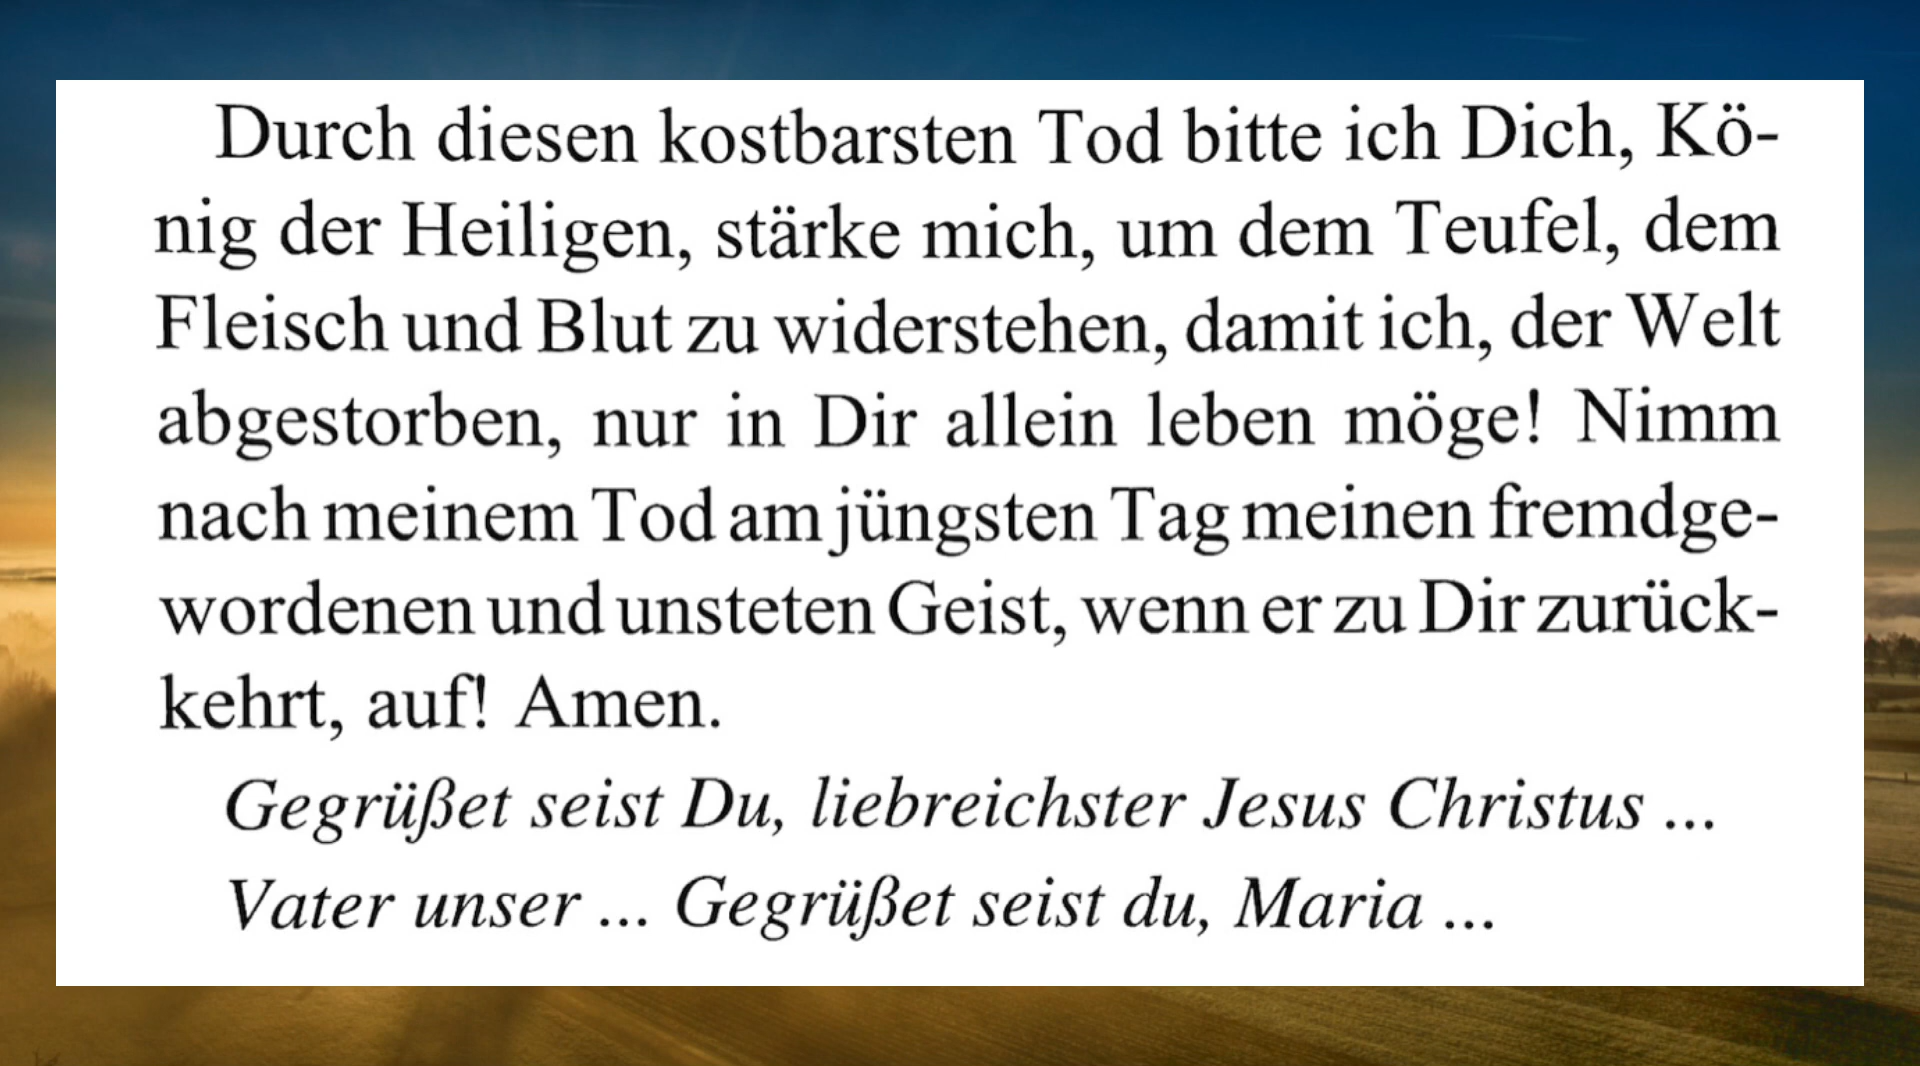 Durch diesen kostbarsten Tod bitte ich Dich, Kö-
nig der Heiligen, stärke mich, um dem Teufel, dem
Fleisch und Blut zu widerstehen, damit ich, der Welt
abgestorben, nur in Dir allein leben möge! Nimm
nach meinem Tod am jüngsten Tag meinen fremdge-
wordenen und unsteten Geist, wenn er zu Dir zurück-
kehrt, auf! Amen.
Gegrüßet seist Du, liebreichster Jesus Christus ...
Vater unser ... Gegrüßet seist du, Maria ...